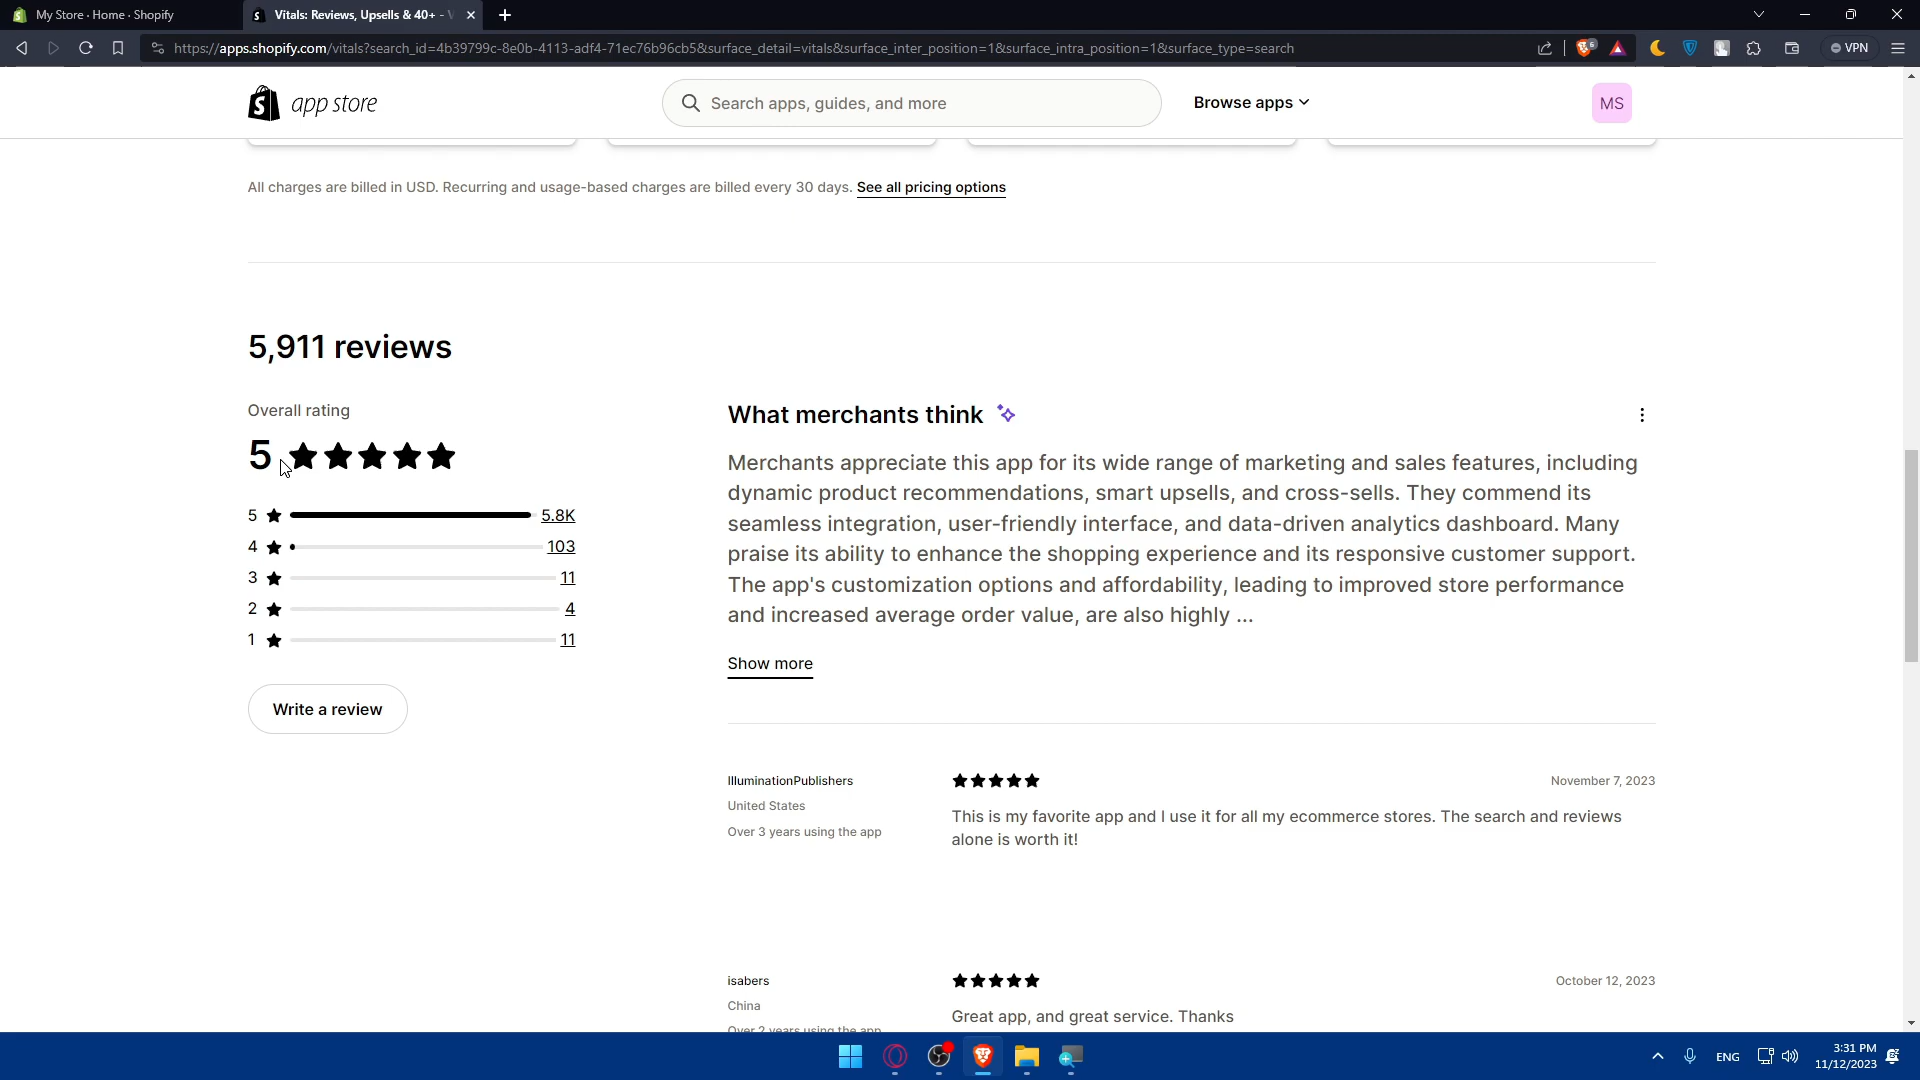 My Store · Home · Shopify
Vitals: Reviews, Upsells & 40+ -
https://apps.shopify.com/vitals?search_id=4b39799c-8e0b-4113-adf4-71ec76b96cb5&surface_detail=vitals&surface_inter_position=1&surface_intra_position=1&surface_type=search
VPN
app store
Search apps, guides, and more
Browse apps
MS
All charges are billed in USD. Recurring and usage-based charges are billed every 30 days. See all pricing options
5,911 reviews
Overall rating
5
5 5.8K
4 103
3 11
2 4
1 11
Write a review
What merchants think
Merchants appreciate this app for its wide range of marketing and sales features, including
dynamic product recommendations, smart upsells, and cross-sells. They commend its
seamless integration, user-friendly interface, and data-driven analytics dashboard. Many
praise its ability to enhance the shopping experience and its responsive customer support.
The app's customization options and affordability, leading to improved store performance
and increased average order value, are also highly ...
Show more
IlluminationPublishers
United States
Over 3 years using the app
November 7, 2023
This is my favorite app and I use it for all my ecommerce stores. The search and reviews
alone is worth it!
isabers
China
Over 2 years using the app
October 12, 2023
Great app, and great service. Thanks
ENG
3:31 PM
11/12/2023